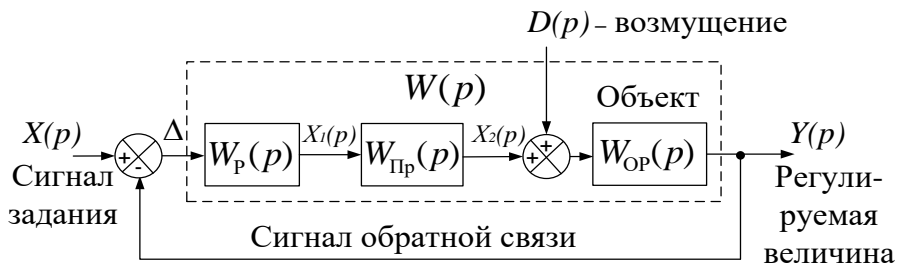 D(p) – возмущение
W(p)
Объект
X(p)
Δ
W_Р(p)
X₁(p)
W_Пр(p)
X₂(p)
W_ОР(p)
Y(p)
+
-
+
+
Сигнал
задания
Регули-
руемая
величина
Сигнал обратной связи